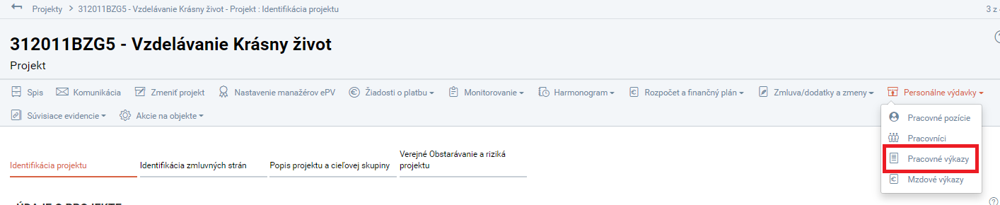 Projekty > 312011BZG5 - Vzdelávanie Krásny život - Projekt : Identifikácia projektu
3 z
312011BZG5 - Vzdelávanie Krásny život
Projekt
Spis Komunikácia Zmeniť projekt Nastavenie manažérov ePV Žiadosti o platbu Monitorovanie Harmonogram Rozpočet a finančný plán Zmluva/dodatky a zmeny Personálne výdavky
Súvisiace evidencie Akcie na objekte
Pracovné pozície
Pracovníci
Pracovné výkazy
Mzdové výkazy
Identifikácia projektu
Identifikácia zmluvných strán
Popis projektu a cieľovej skupiny
Verejné Obstarávanie a riziká
projektu
ÚDAJE O PROJEKTE